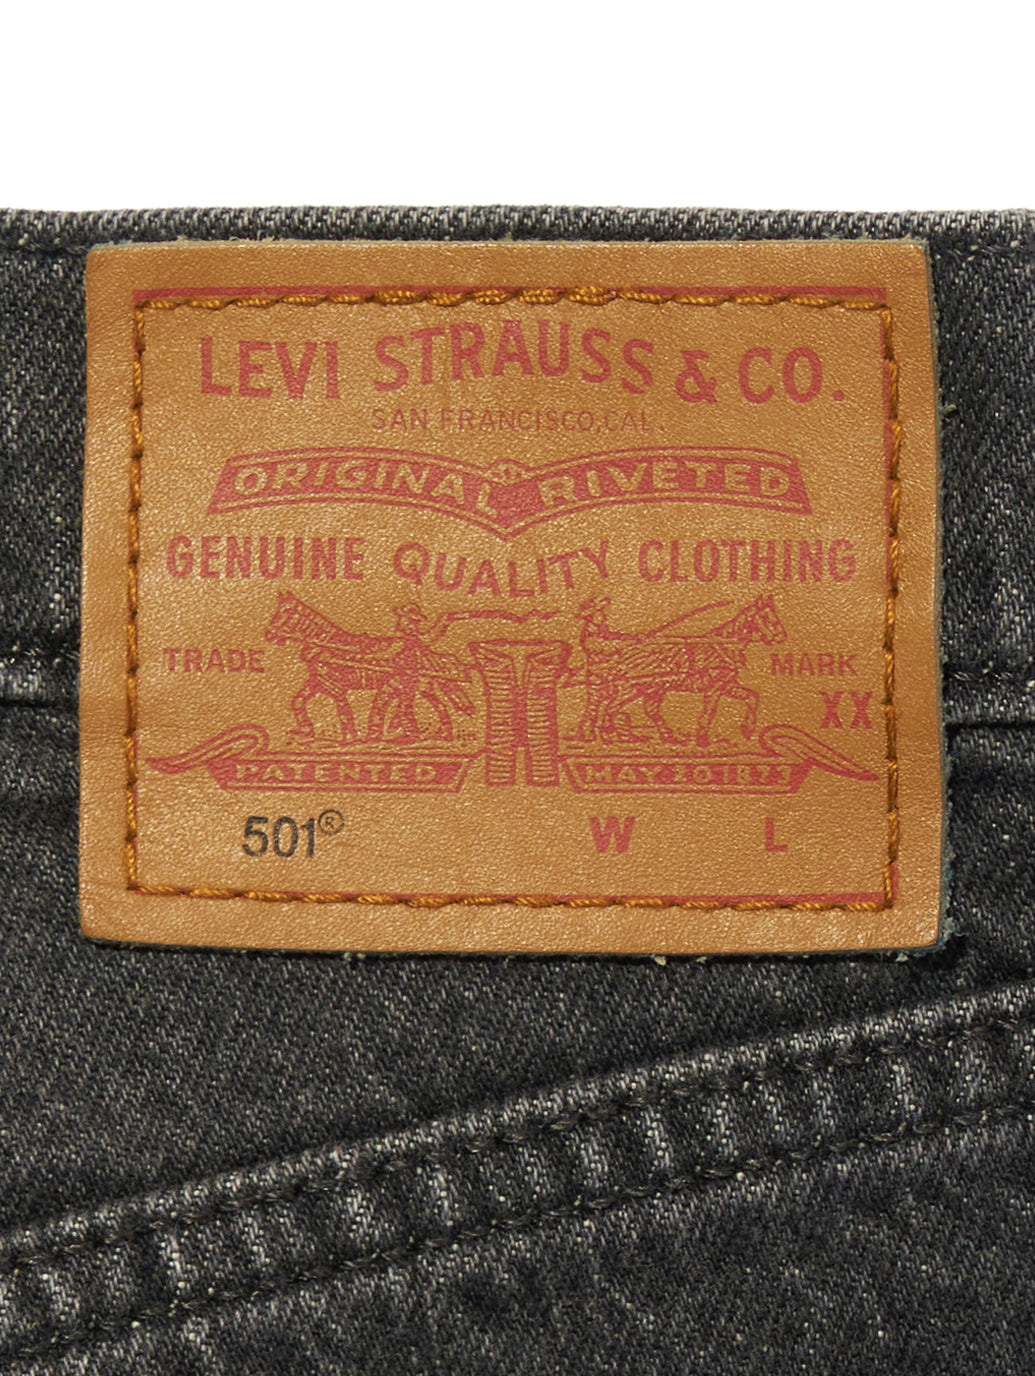 LEVI STRAUSS & CO.
SAN FRANCISCO, CAL.
ORIGINAL RIVETED
GENUINE QUALITY CLOTHING
TRADE MARK
XX
PATENTED MAY 20 1873
501® W L